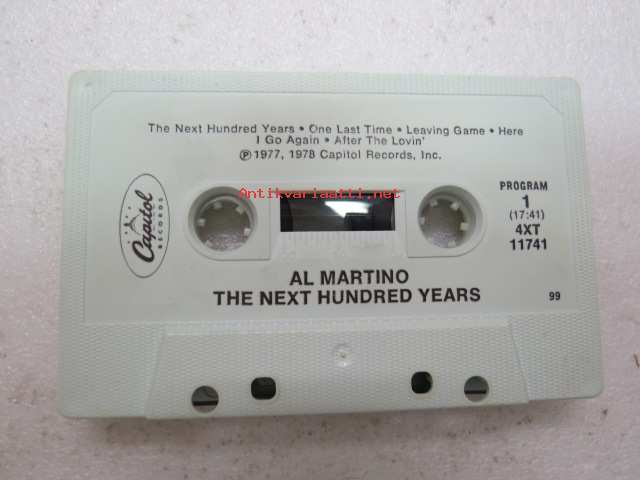 The Next Hundred Years • One Last Time • Leaving Game • Here
I Go Again • After The Lovin'
Ⓟ 1977, 1978 Capitol Records, Inc.
Antikvariaatti.net
Capitol
RECORDS
PROGRAM
1
(17:41)
4XT
11741
AL MARTINO
THE NEXT HUNDRED YEARS
99